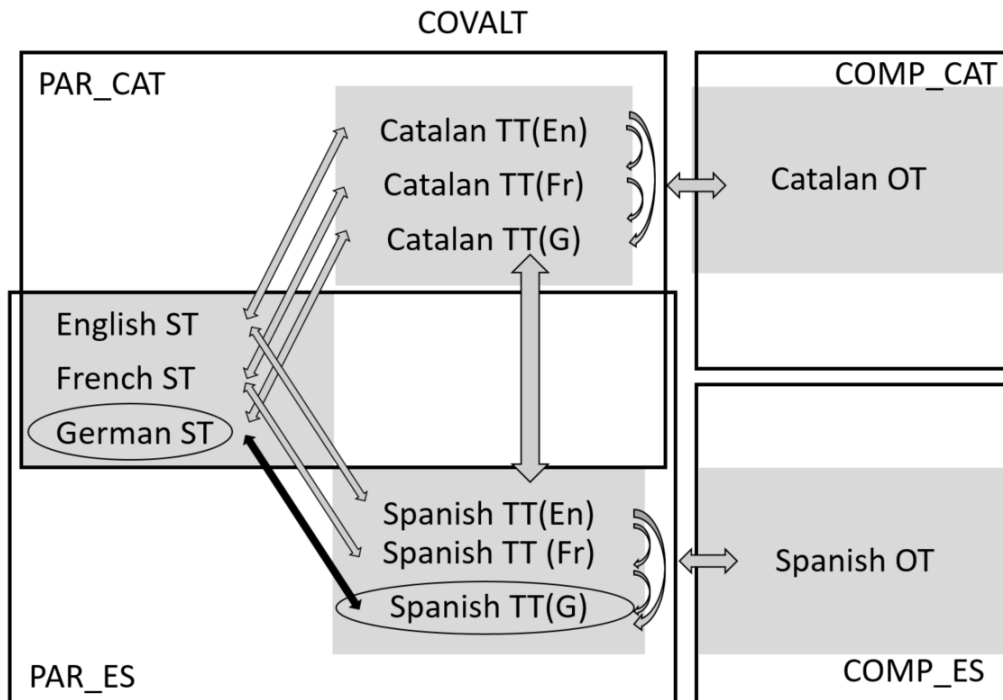 COVALT
PAR_CAT
COMP_CAT
Catalan TT(En)
Catalan TT(Fr)
Catalan TT(G)
Catalan OT
English ST
French ST
German ST
Spanish TT(En)
Spanish TT (Fr)
Spanish TT(G)
Spanish OT
PAR_ES
COMP_ES